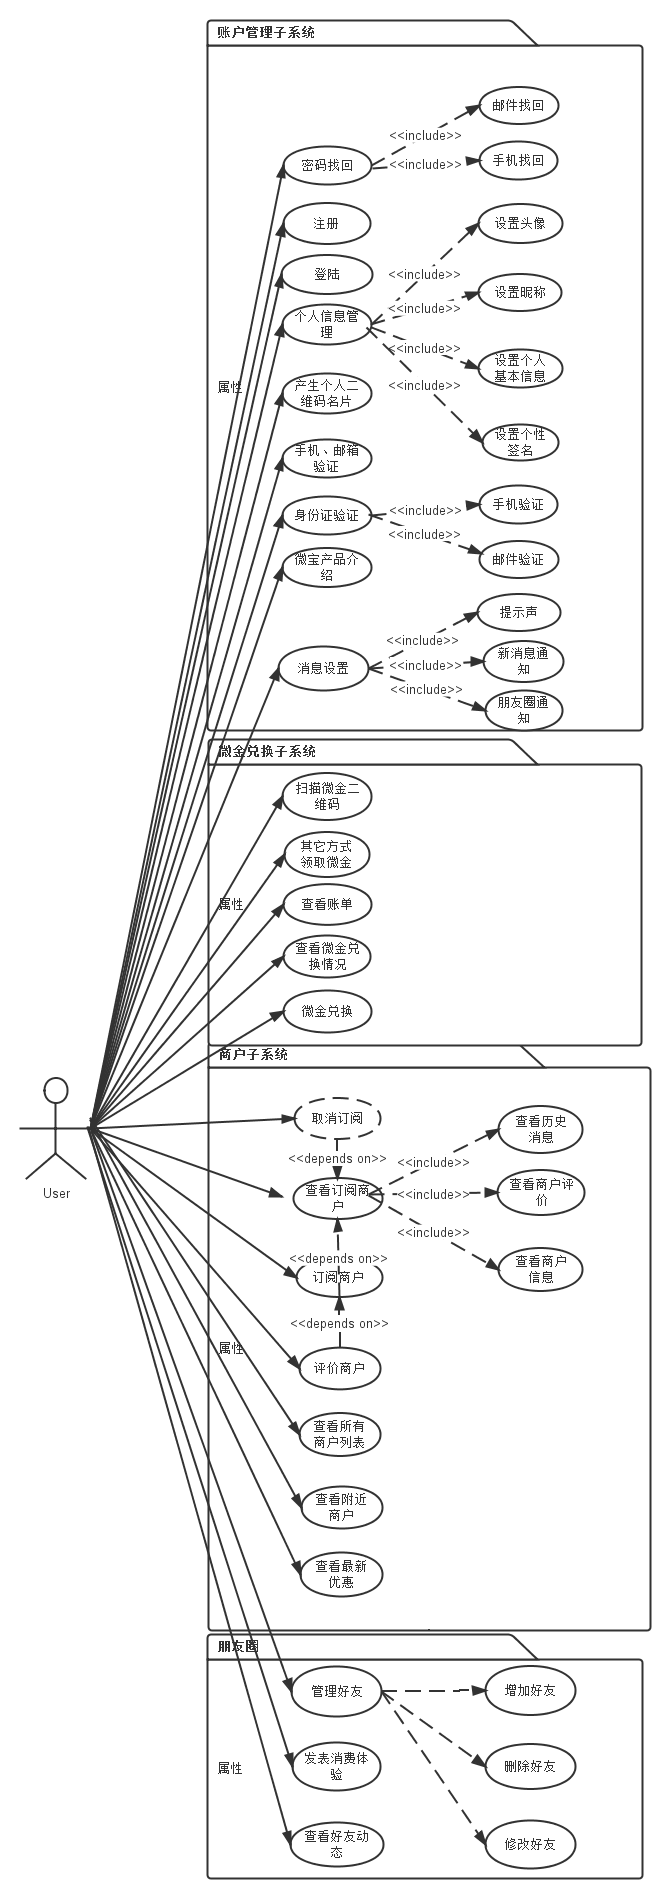 账户管理子系统
邮件找回
<<include>>
密码找回
<<include>>
手机找回
注册
设置头像
登陆
<<include>>
设置昵称
个人信息管
理
<<include>>
<<include>>
设置个人
基本信息
属性
产生个人二
维码名片
<<include>>
设置个性
签名
手机、邮箱
验证
身份证验证
<<include>>
手机验证
<<include>>
邮件验证
微宝产品介
绍
提示声
<<include>>
消息设置
<<include>>
新消息通
知
<<include>>
朋友圈通
知
微金兑换子系统
扫描微金二
维码
其它方式
领取微金
属性
查看账单
查看微金兑
换情况
微金兑换
商户子系统
取消订阅
查看历史
消息
<<depends on>>
<<include>>
查看订阅商
户
<<include>>
查看商户评
价
User
<<include>>
<<depends on>>
查看商户
信息
订阅商户
<<depends on>>
属性
评价商户
查看所有
商户列表
查看附近
商户
查看最新
优惠
朋友圈
管理好友
增加好友
属性
发表消费体
验
删除好友
查看好友动
态
修改好友